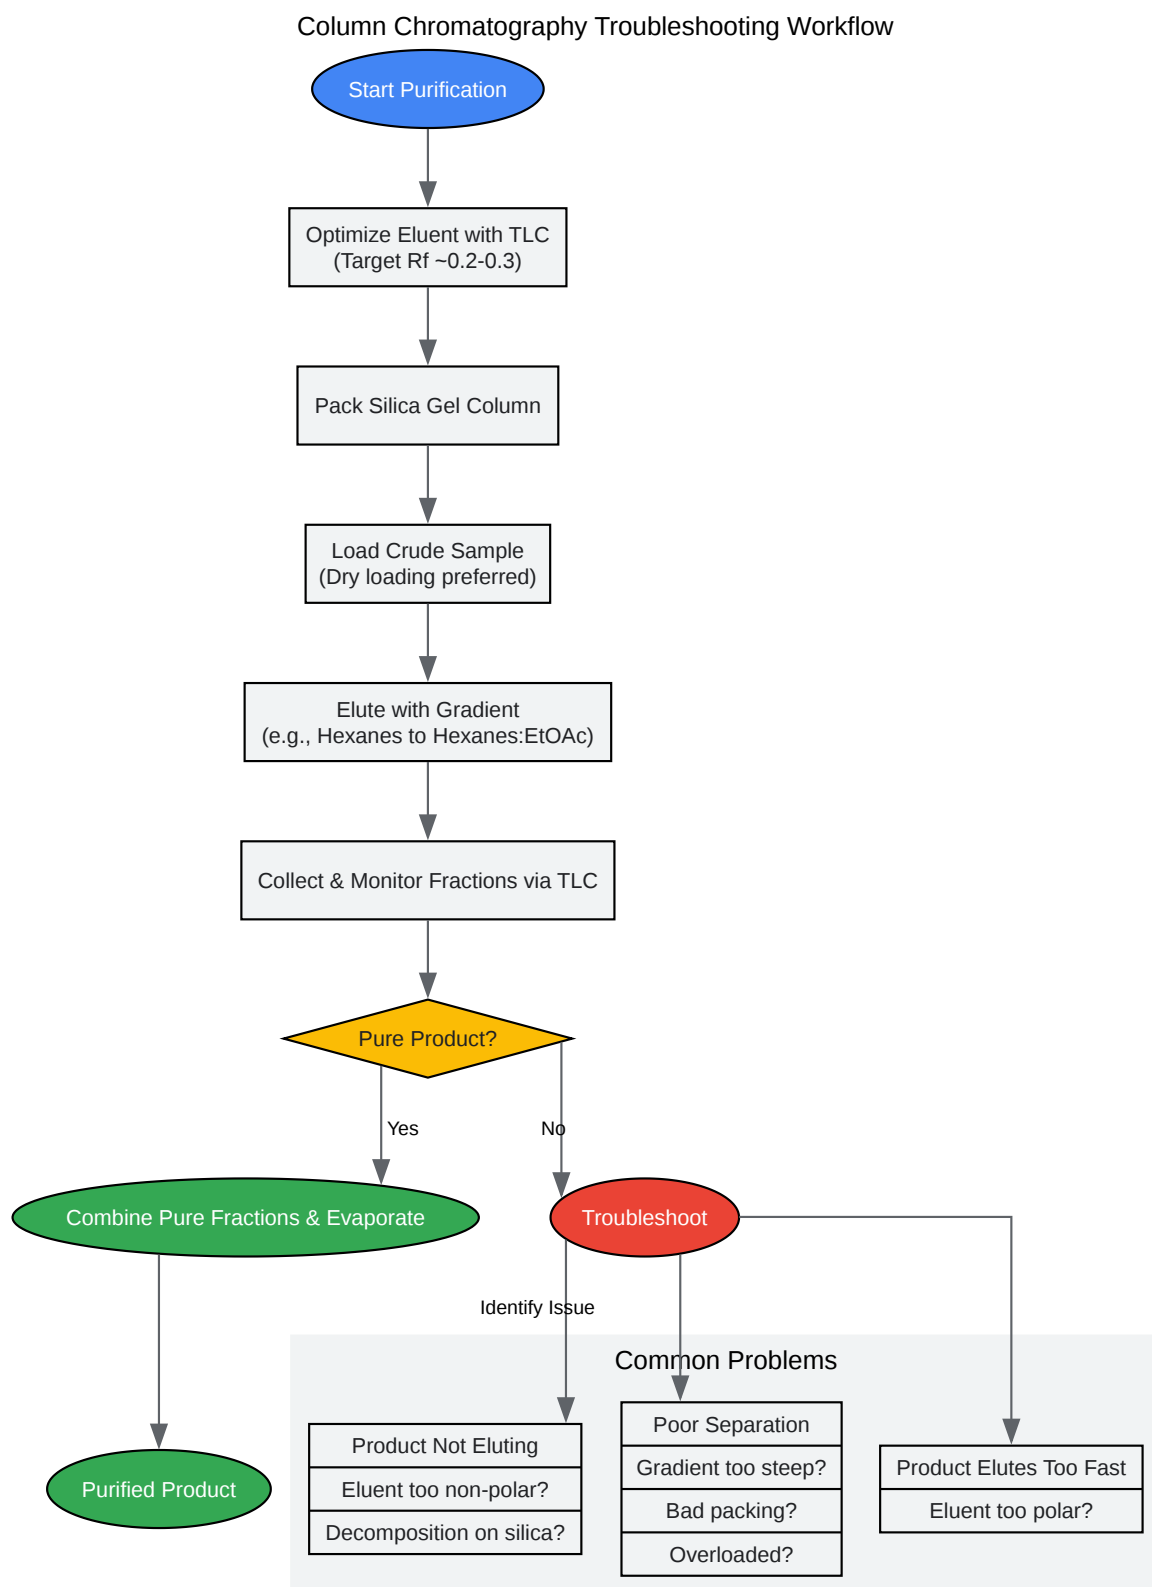 Column Chromatography Troubleshooting Workflow
Start Purification
Optimize Eluent with TLC
(Target Rf ~0.2-0.3)
Pack Silica Gel Column
Load Crude Sample
(Dry loading preferred)
Elute with Gradient
(e.g., Hexanes to Hexanes:EtOAc)
Collect & Monitor Fractions via TLC
Pure Product?
Yes
No
Combine Pure Fractions & Evaporate
Troubleshoot
Identify Issue
Common Problems
Product Not Eluting
Eluent too non-polar?
Decomposition on silica?
Poor Separation
Gradient too steep?
Bad packing?
Overloaded?
Product Elutes Too Fast
Eluent too polar?
Purified Product